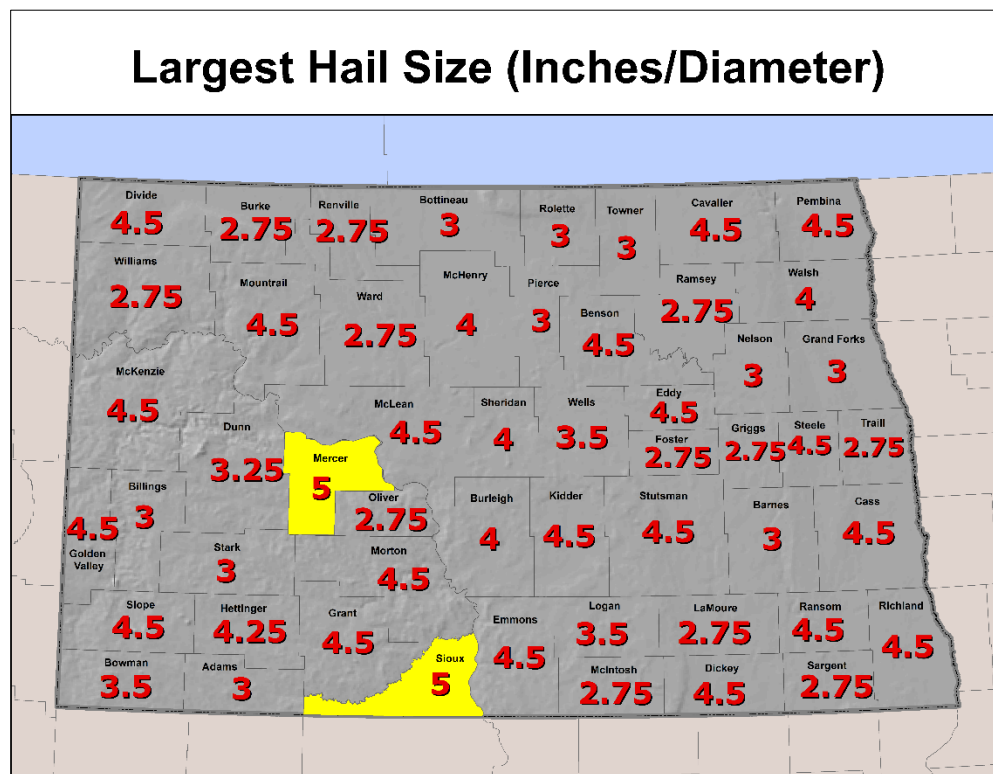 Largest Hail Size (Inches/Diameter)
Divide
4.5
Burke
2.75
Renville
2.75
Bottineau
3
Rolette
3
Towner
3
Cavalier
4.5
Pembina
4.5
Williams
2.75
Mountrail
4.5
Ward
2.75
McHenry
4
Pierce
3
Benson
4.5
Ramsey
2.75
Walsh
4
Nelson
3
Grand Forks
3
McKenzie
4.5
Dunn
3.25
McLean
4.5
Sheridan
4
Wells
3.5
Eddy
4.5
Foster
2.75
Griggs
2.75
Steele
4.5
Traill
2.75
Mercer
5
Oliver
2.75
Billings
3
4.5
Golden
Valley
Stark
3
Morton
4.5
Burleigh
4
Kidder
4.5
Stutsman
4.5
Barnes
3
Cass
4.5
Slope
4.5
Hettinger
4.25
Grant
4.5
Emmons
4.5
Logan
3.5
LaMoure
2.75
Ransom
4.5
Richland
4.5
Bowman
3.5
Adams
3
Sioux
5
McIntosh
2.75
Dickey
4.5
Sargent
2.75